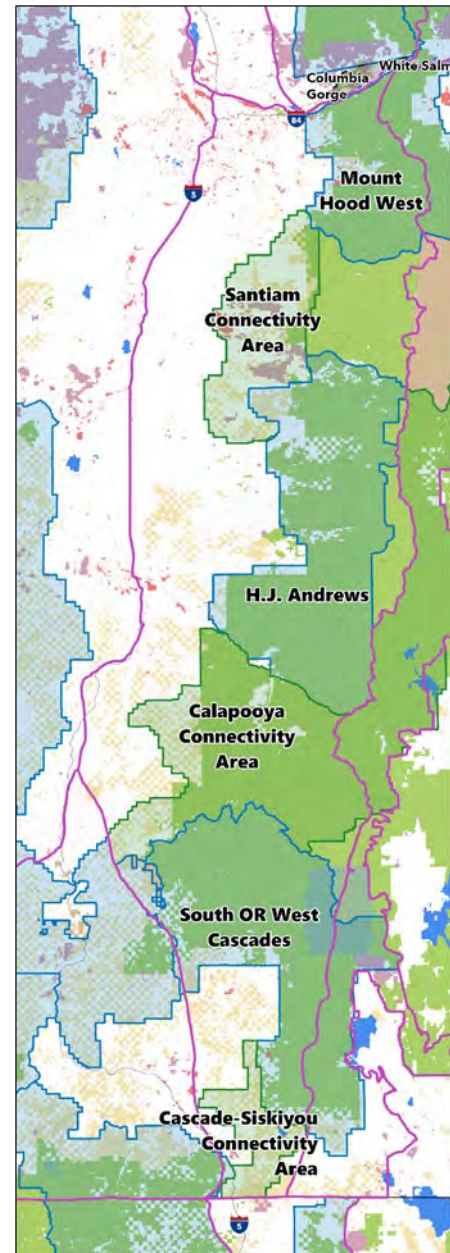 White Salm
Columbia
Gorge
84
Mount
Hood West
5
Santiam
Connectivity
Area
H.J. Andrews
Calapooya
Connectivity
Area
South OR West
Cascades
Cascade-Siskiyou
Connectivity
Area
5